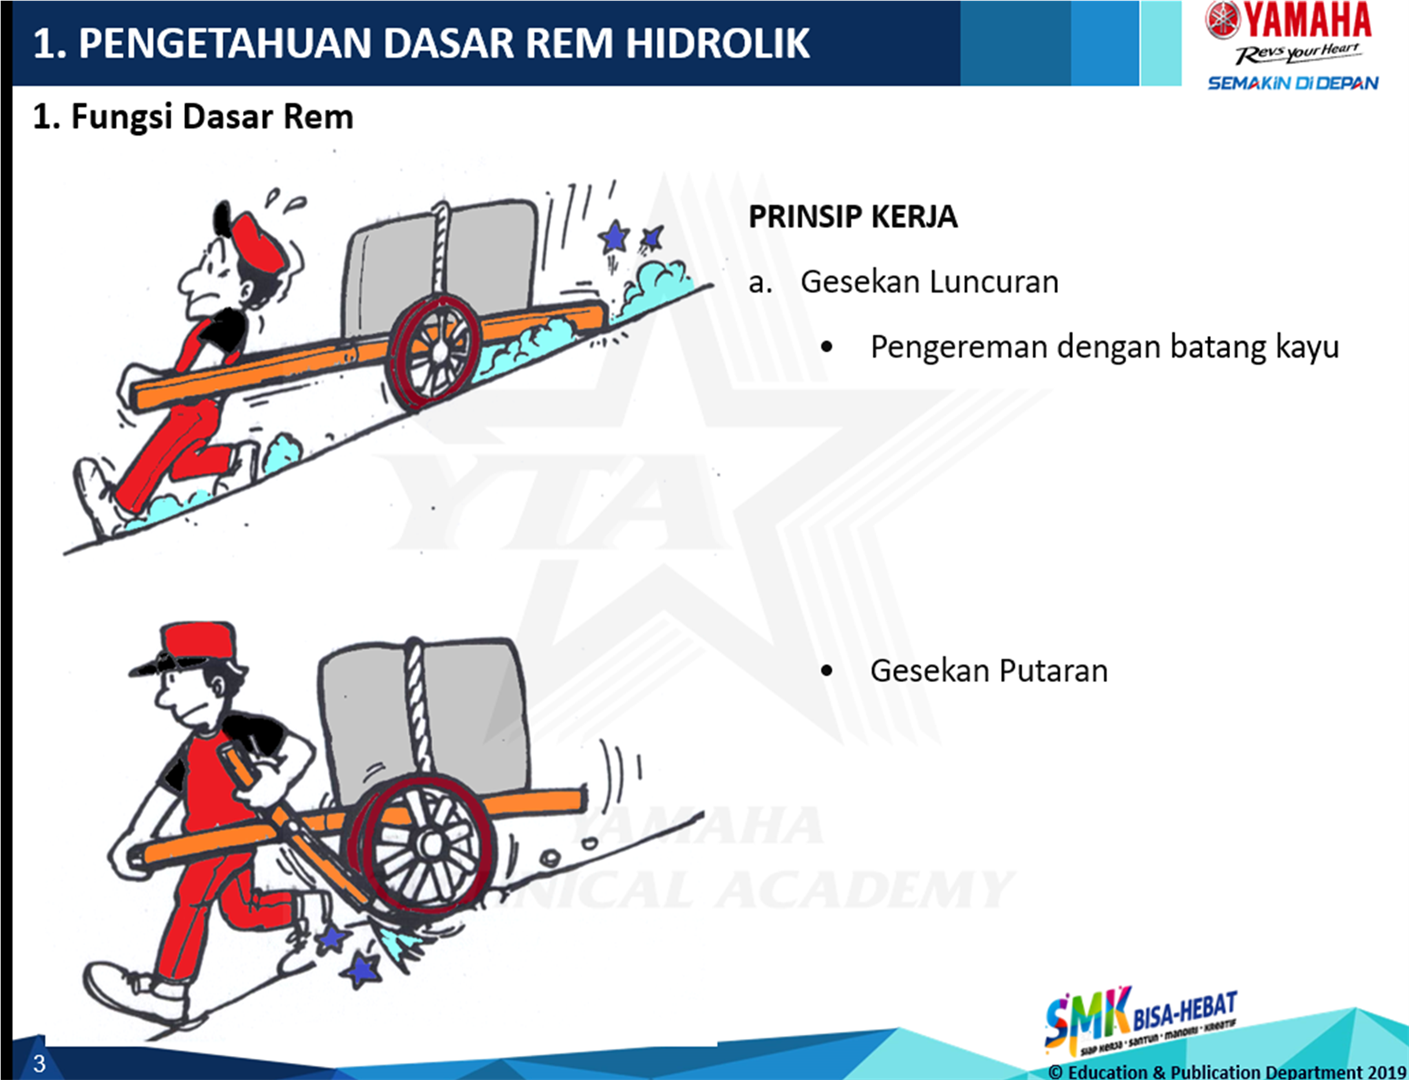 1. PENGETAHUAN DASAR REM HIDROLIK
YAMAHA
Revs your Heart
SEMAKIN DI DEPAN
1. Fungsi Dasar Rem
PRINSIP KERJA
a. Gesekan Luncuran
• Pengereman dengan batang kayu
YTA
• Gesekan Putaran
YAMAHA
NICAL ACADEMY
SMK BISA-HEBAT
SIAP KERJA • SANTUN • MANDIRI • KREATIF
3
© Education & Publication Department 2019